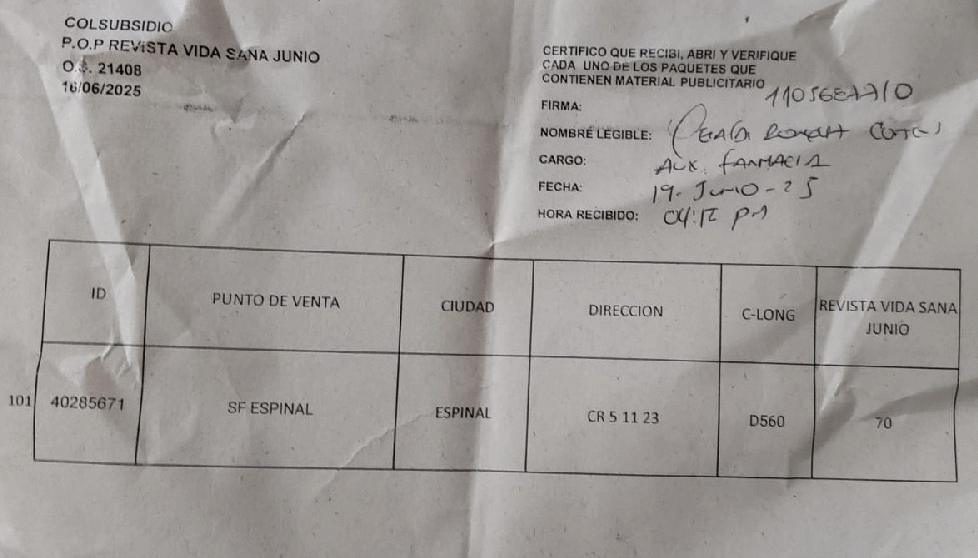 COLSUBSIDIO
P.O.P REVISTA VIDA SANA JUNIO
O.S. 21408
16/06/2025
CERTIFICO QUE RECIBI, ABRI Y VERIFIQUE
CADA UNO DE LOS PAQUETES QUE
CONTIENEN MATERIAL PUBLICITARIO
FIRMA:
NOMBRE LEGIBLE:
CARGO: AUX. FARMACIA
FECHA: 19-Junio-25
HORA RECIBIDO: PM
ID PUNTO DE VENTA CIUDAD DIRECCION C-LONG REVISTA VIDA SANA
JUNIO
101 40285671 SF ESPINAL ESPINAL CR 5 11 23 D560 70